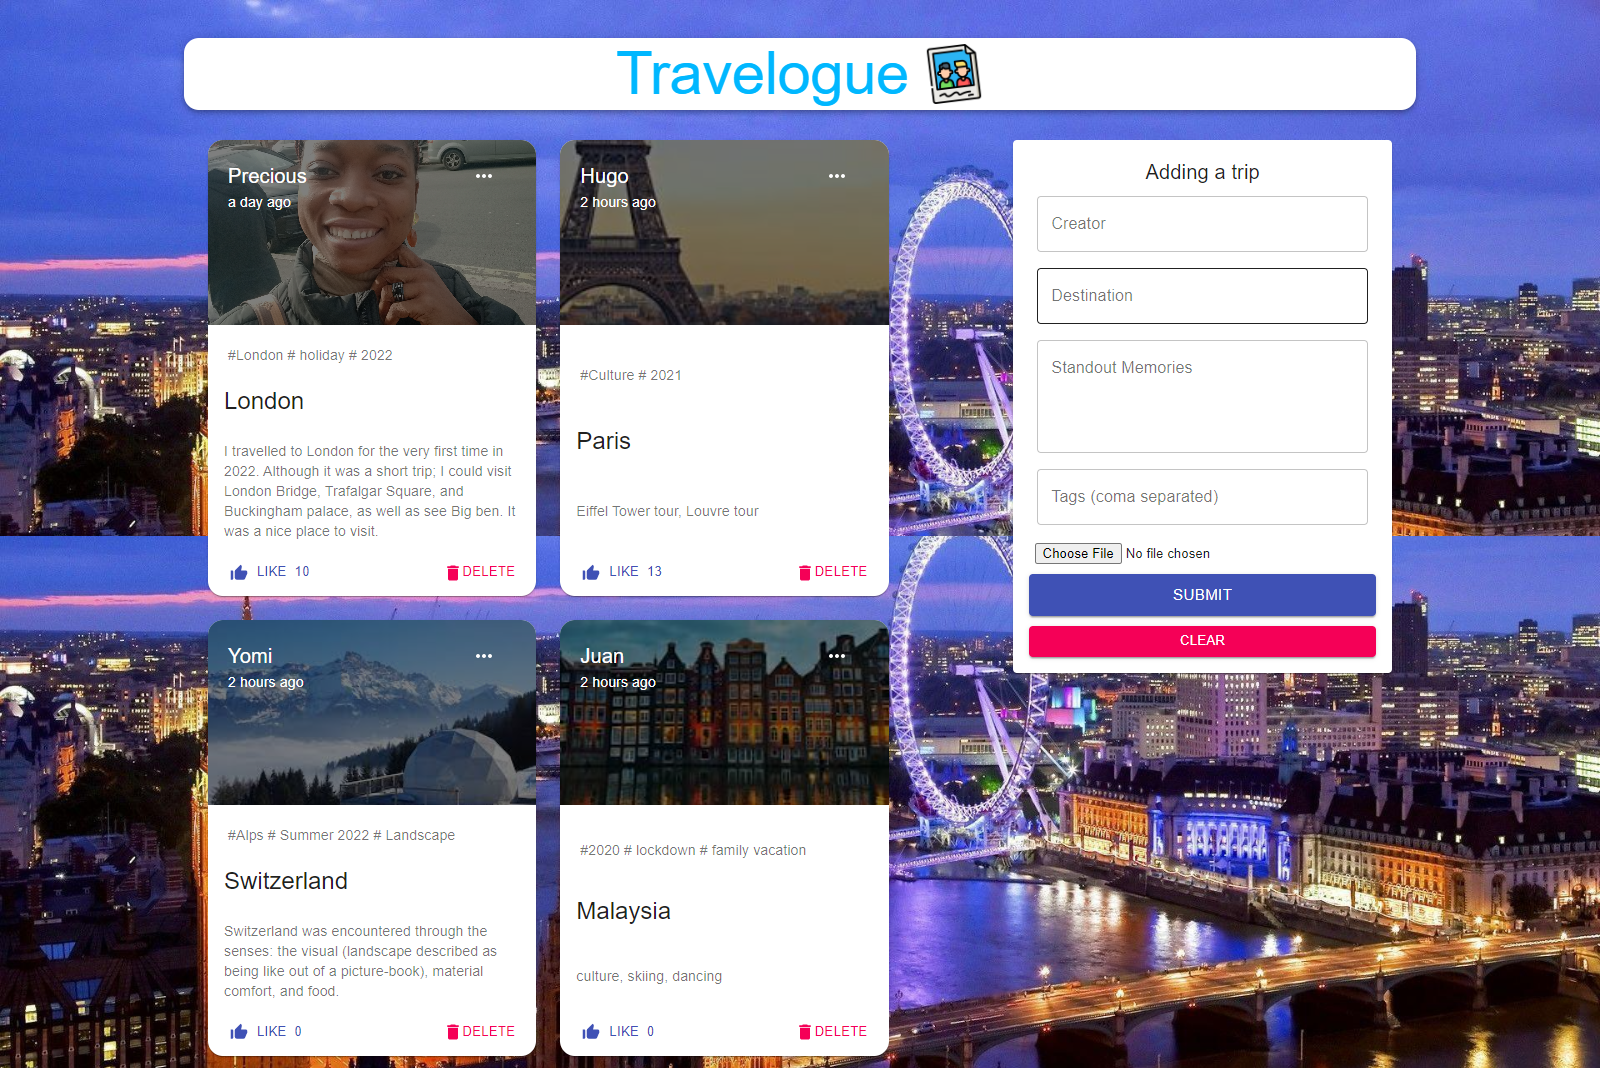 Travelogue
Precious
a day ago
#London # holiday # 2022
London
I travelled to London for the very first time in
2022. Although it was a short trip; I could visit
London Bridge, Trafalgar Square, and
Buckingham palace, as well as see Big ben. It
was a nice place to visit.
LIKE 10
DELETE
Hugo
2 hours ago
#Culture # 2021
Paris
Eiffel Tower tour, Louvre tour
LIKE 13
DELETE
Yomi
2 hours ago
#Alps # Summer 2022 # Landscape
Switzerland
Switzerland was encountered through the
senses: the visual (landscape described as
being like out of a picture-book), material
comfort, and food.
LIKE 0
DELETE
Juan
2 hours ago
#2020 # lockdown # family vacation
Malaysia
culture, skiing, dancing
LIKE 0
DELETE
Adding a trip
Creator
Destination
Standout Memories
Tags (coma separated)
Choose File No file chosen
SUBMIT
CLEAR